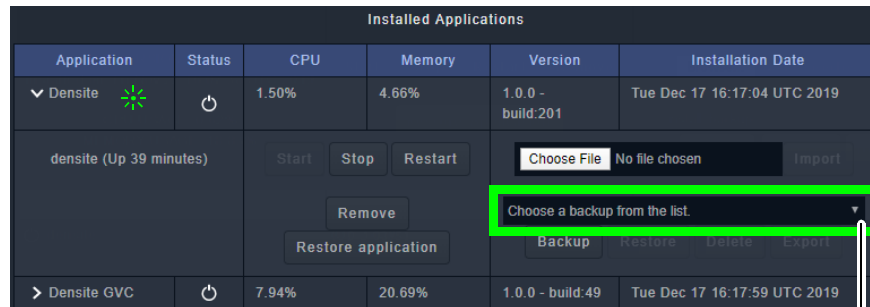 Installed Applications
Application Status CPU Memory Version Installation Date
Densite 1.50% 4.66% 1.0.0 - Tue Dec 17 16:17:04 UTC 2019
build:201
densite (Up 39 minutes) Start Stop Restart Choose File No file chosen Import
Remove Choose a backup from the list.
Restore application Backup Restore Delete Export
Densite GVC 7.94% 20.69% 1.0.0 - build:49 Tue Dec 17 16:17:59 UTC 2019